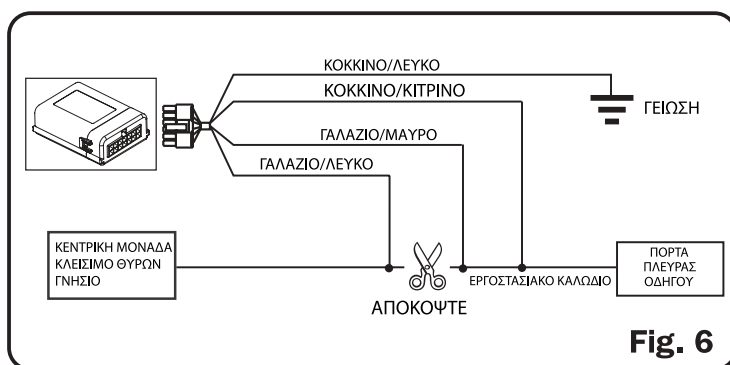 ΚΟΚΚΙΝΟ/ΛΕΥΚΟ
ΚΟΚΚΙΝΟ/ΚΙΤΡΙΝΟ
ΓΕΙΩΣΗ
ΓΑΛΑΖΙΟ/ΜΑΥΡΟ
ΓΑΛΑΖΙΟ/ΛΕΥΚΟ
ΚΕΝΤΡΙΚΗ ΜΟΝΑΔΑ
ΚΛΕΙΣΙΜΟ ΘΥΡΩΝ
ΓΝΗΣΙΟ
ΑΠΟΚΟΨΤΕ
ΕΡΓΟΣΤΑΣΙΑΚΟ ΚΑΛΩΔΙΟ
ΠΟΡΤΑ
ΠΛΕΥΡΑΣ
ΟΔΗΓΟΥ
Fig. 6